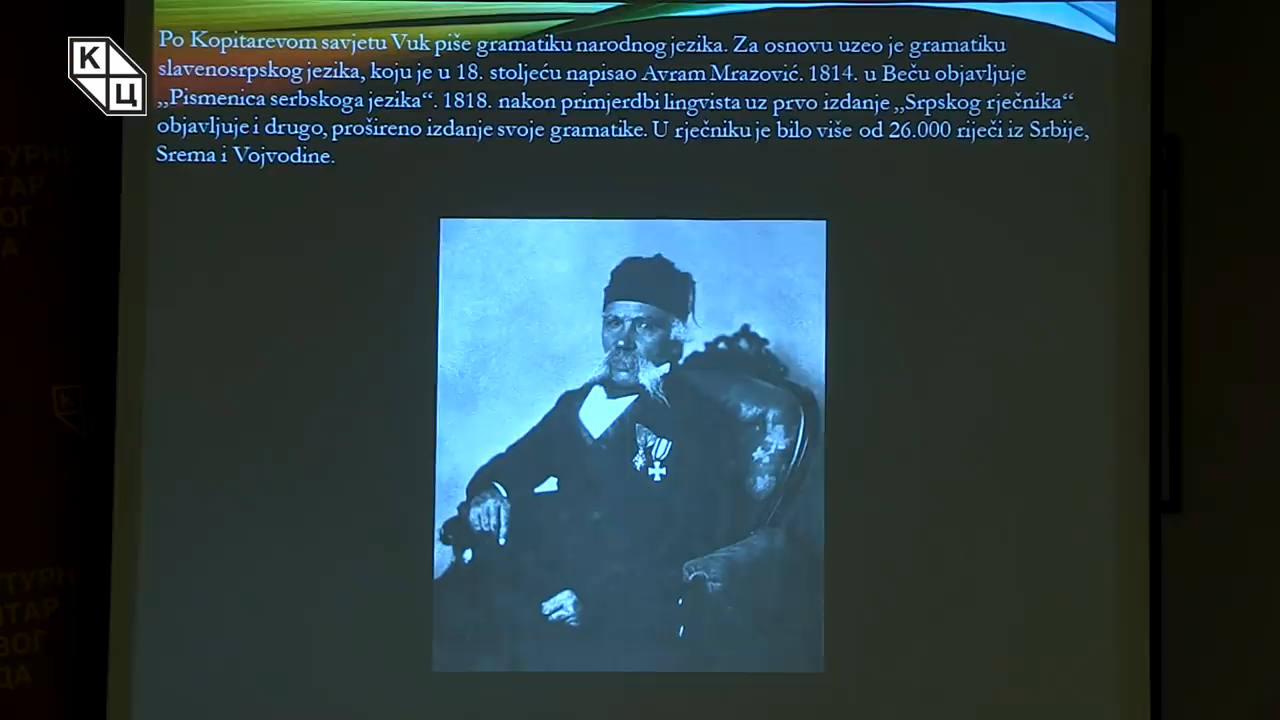 Po Kopitarevom savjetu Vuk piše gramatiku narodnog jezika. Za osnovu uzeo je gramatiku
slavenosrpskog jezika, koju je u 18. stoljeću napisao Avram Mrazović. 1814. u Beču objavljuje
„Pismenica serbskoga jezika“. 1818. nakon primjerdbi lingvista uz prvo izdanje „Srpskog rječnika“
objavljuje i drugo, prošireno izdanje svoje gramatike. U rječniku je bilo više od 26.000 riječi iz Srbije,
Srema i Vojvodine.
К
Ц